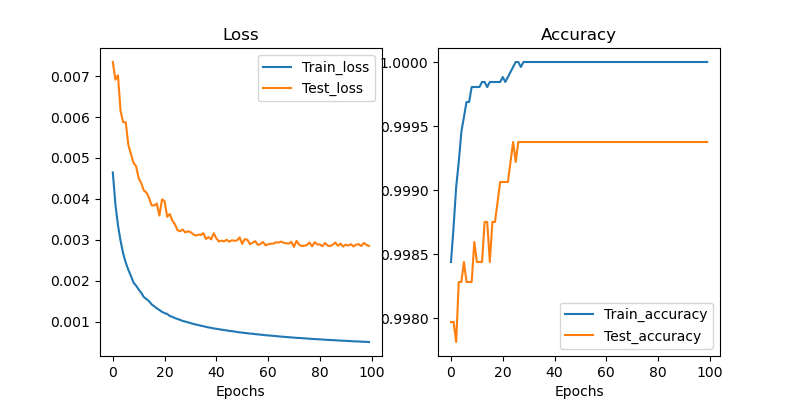 Loss
0.007
0.006
0.005
0.004
0.003
0.002
0.001
Train_loss
Test_loss
0 20 40 60 80 100
Epochs
Accuracy
1.0000
0.9995
0.9990
0.9985
0.9980
Train_accuracy
Test_accuracy
0 20 40 60 80 100
Epochs